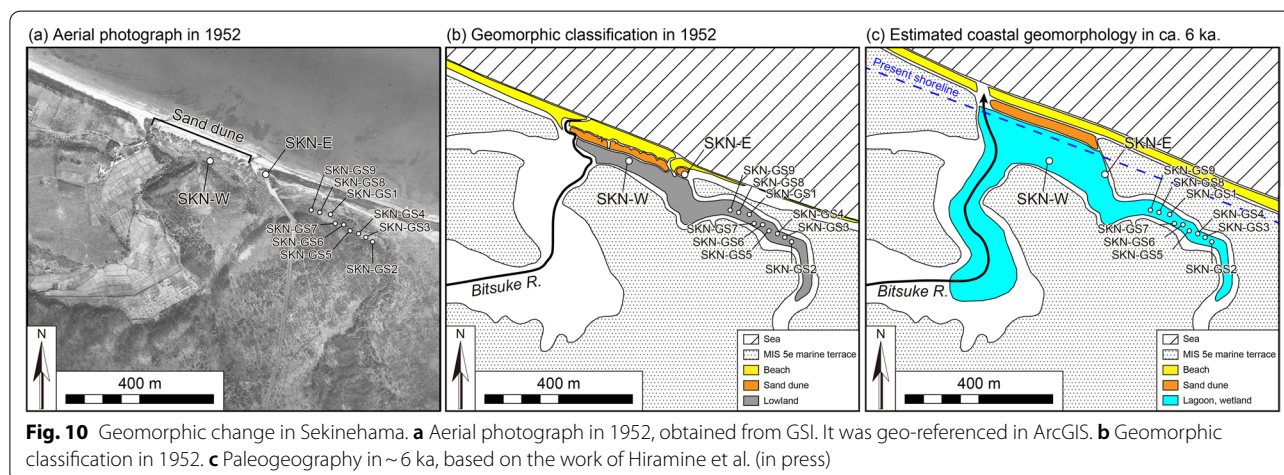 (a) Aerial photograph in 1952
Sand dune
SKN-E
SKN-W
SKN-GS9
SKN-GS8
SKN-GS1
SKN-GS4
SKN-GS3
SKN-GS7
SKN-GS6
SKN-GS5
SKN-GS2
N
400 m
(b) Geomorphic classification in 1952
SKN-E
SKN-GS9
SKN-GS8
SKN-GS1
SKN-W
SKN-GS4
SKN-GS3
SKN-GS7
SKN-GS6
SKN-GS5
SKN-GS2
Bitsuke R.
N
400 m
Sea
MIS 5e marine terrace
Beach
Sand dune
Lowland
(c) Estimated coastal geomorphology in ca. 6 ka.
Present shoreline
SKN-E
SKN-GS9
SKN-GS8
SKN-GS1
SKN-W
SKN-GS4
SKN-GS3
SKN-GS7
SKN-GS6
SKN-GS5
SKN-GS2
Bitsuke R.
N
400 m
Sea
MIS 5e marine terrace
Beach
Sand dune
Lagoon, wetland
Fig. 10 Geomorphic change in Sekinehama. a Aerial photograph in 1952, obtained from GSI. It was geo-referenced in ArcGIS. b Geomorphic
classification in 1952. c Paleogeography in ~ 6 ka, based on the work of Hiramine et al. (in press)